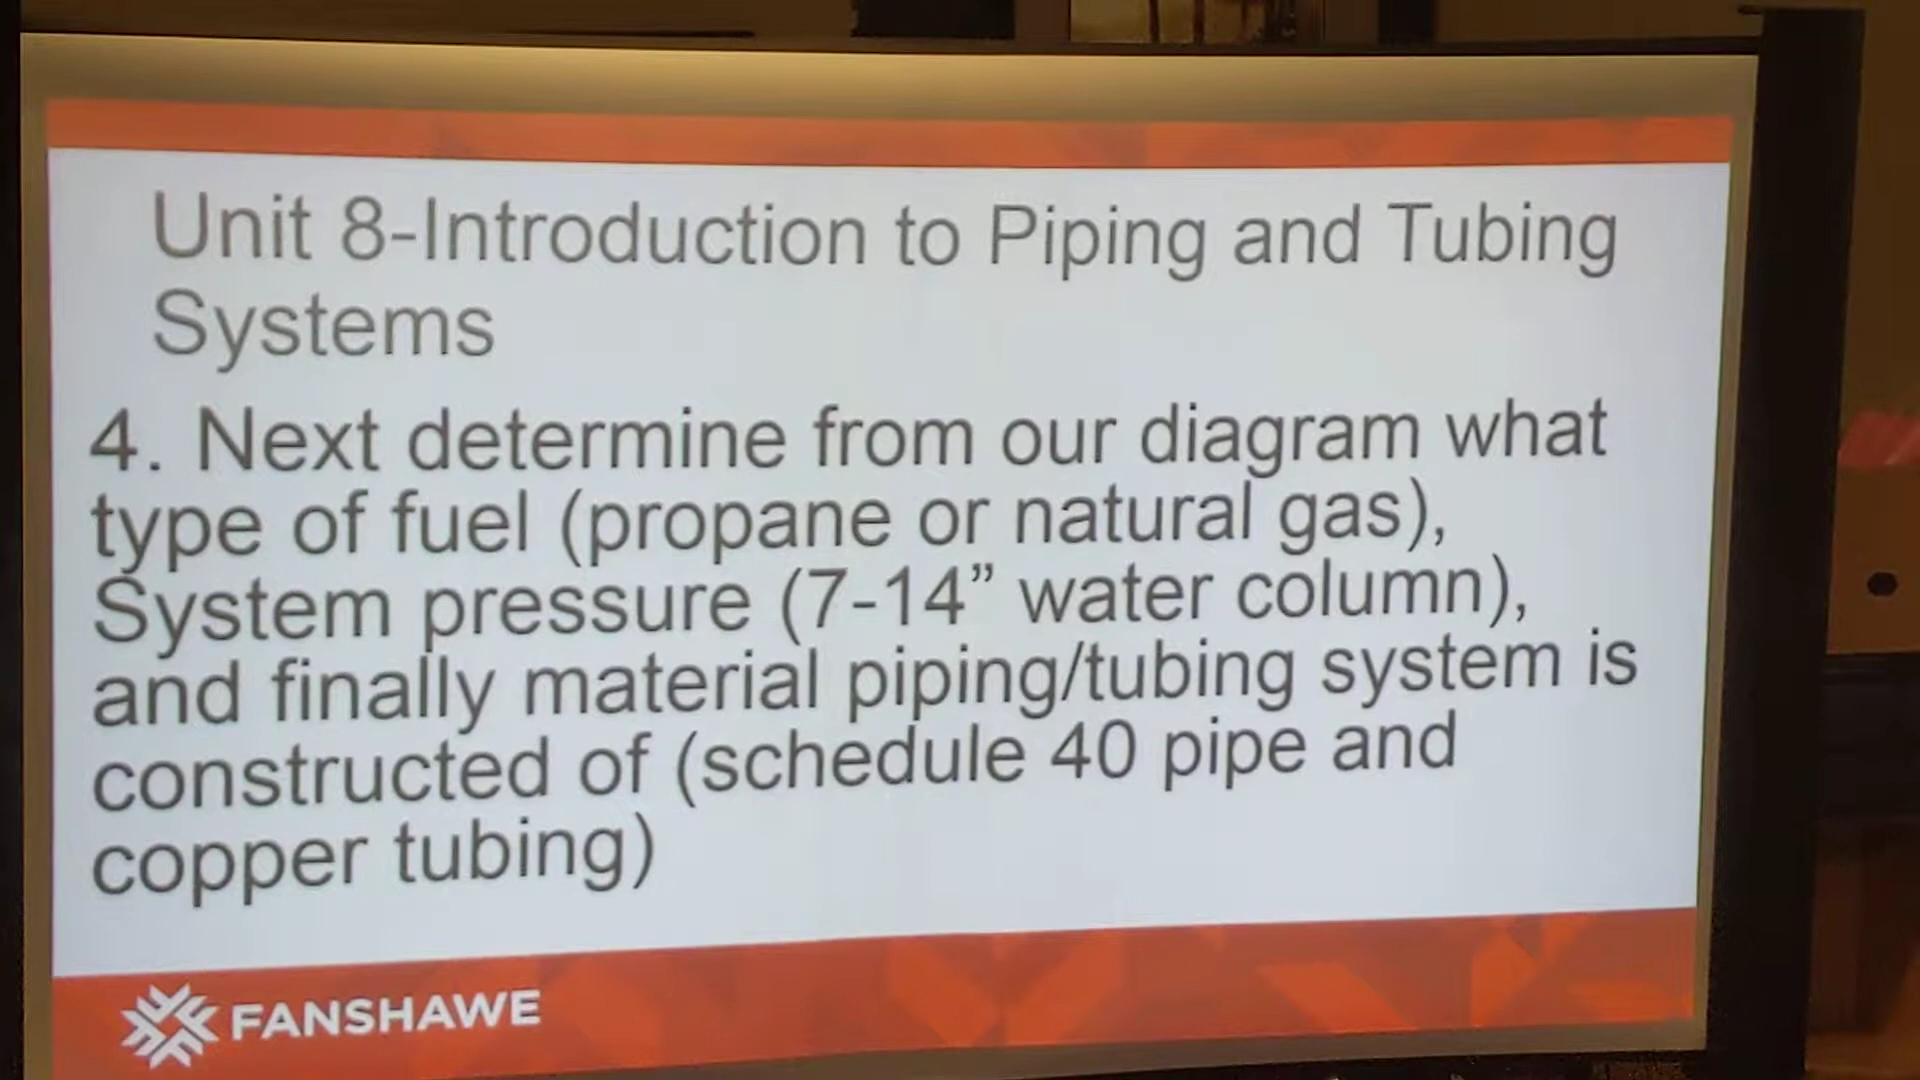 Unit 8-Introduction to Piping and Tubing
Systems
4. Next determine from our diagram what
type of fuel (propane or natural gas),
System pressure (7-14” water column),
and finally material piping/tubing system is
constructed of (schedule 40 pipe and
copper tubing)
FANSHAWE